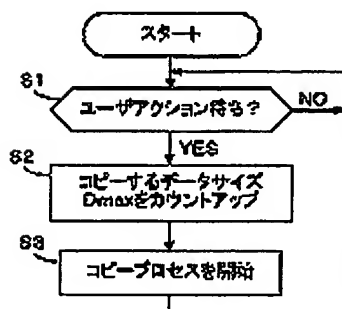 スタート
S1
ユーザアクション待ち?
NO
YES
S2
コピーするデータサイズ
Dmaxをカウントアップ
S3
コピープロセスを開始